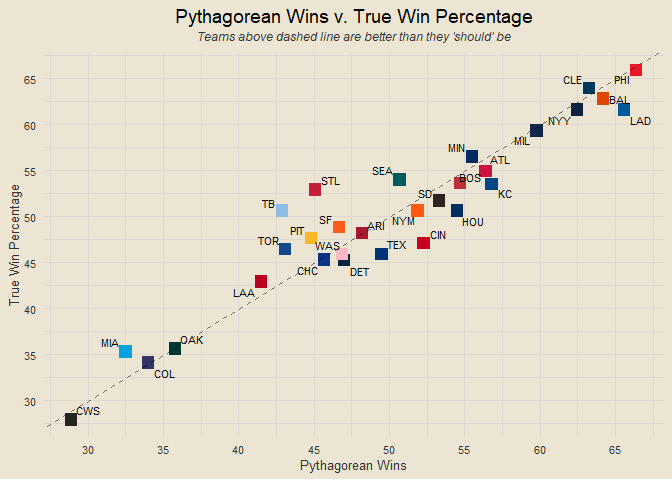 Pythagorean Wins v. True Win Percentage
Teams above dashed line are better than they 'should' be
True Win Percentage
65
60
55
50
45
40
35
30
CLE
PHI
BAL
LAD
NYY
MIL
MIN
ATL
SEA
BOS
KC
STL
SD
TB
NYM
HOU
SF
ARI
PIT
TOR
WAS
TEX
CIN
CHC
DET
LAA
MIA
OAK
COL
CWS
30
35
40
45
50
55
60
65
Pythagorean Wins